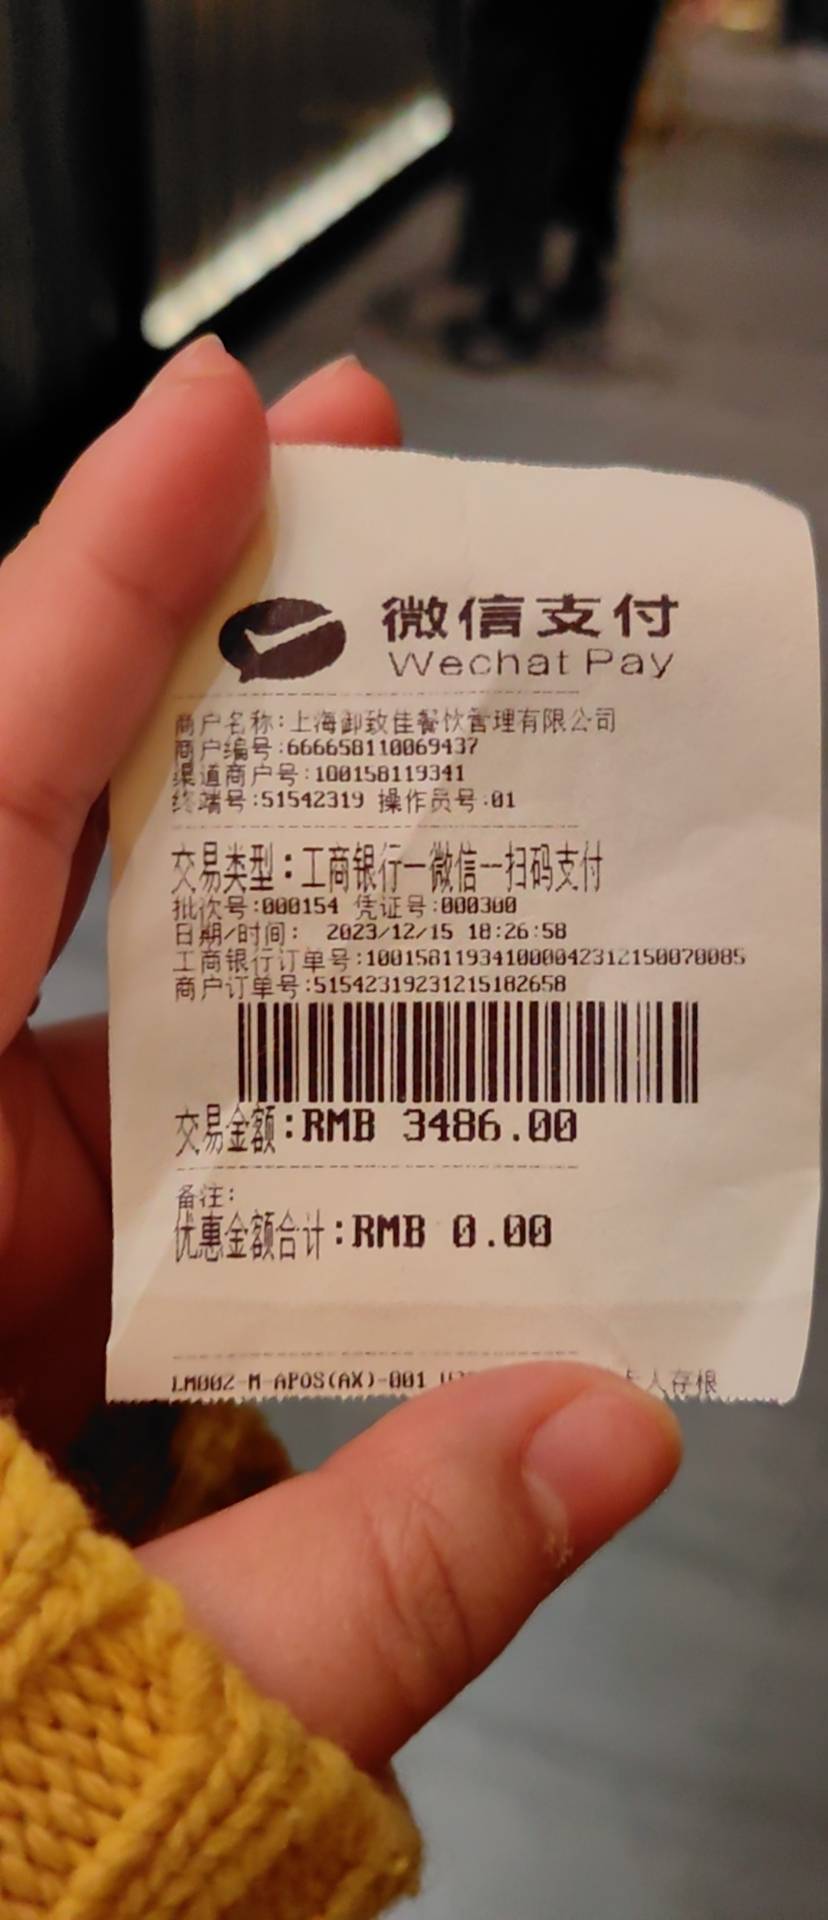 微信支付
Wechat Pay
商户名称:上海御致佳餐饮管理有限公司
商户编号:666658110069437
渠道商户号:100158119341
终端号:51542319 操作员号:01
交易类型:工商银行—微信--扫码支付
批次号:000154 凭证号:000300
日期/时间: 2023/12/15 18:26:58
工商银行订单号:10015811934100004231215007008​5
商户订单号:51542319231215182658
交易金额:RMB 3486.00
备注:
优惠金额合计:RMB 0.00
LM002-M-APOS(AX)-001 人存根